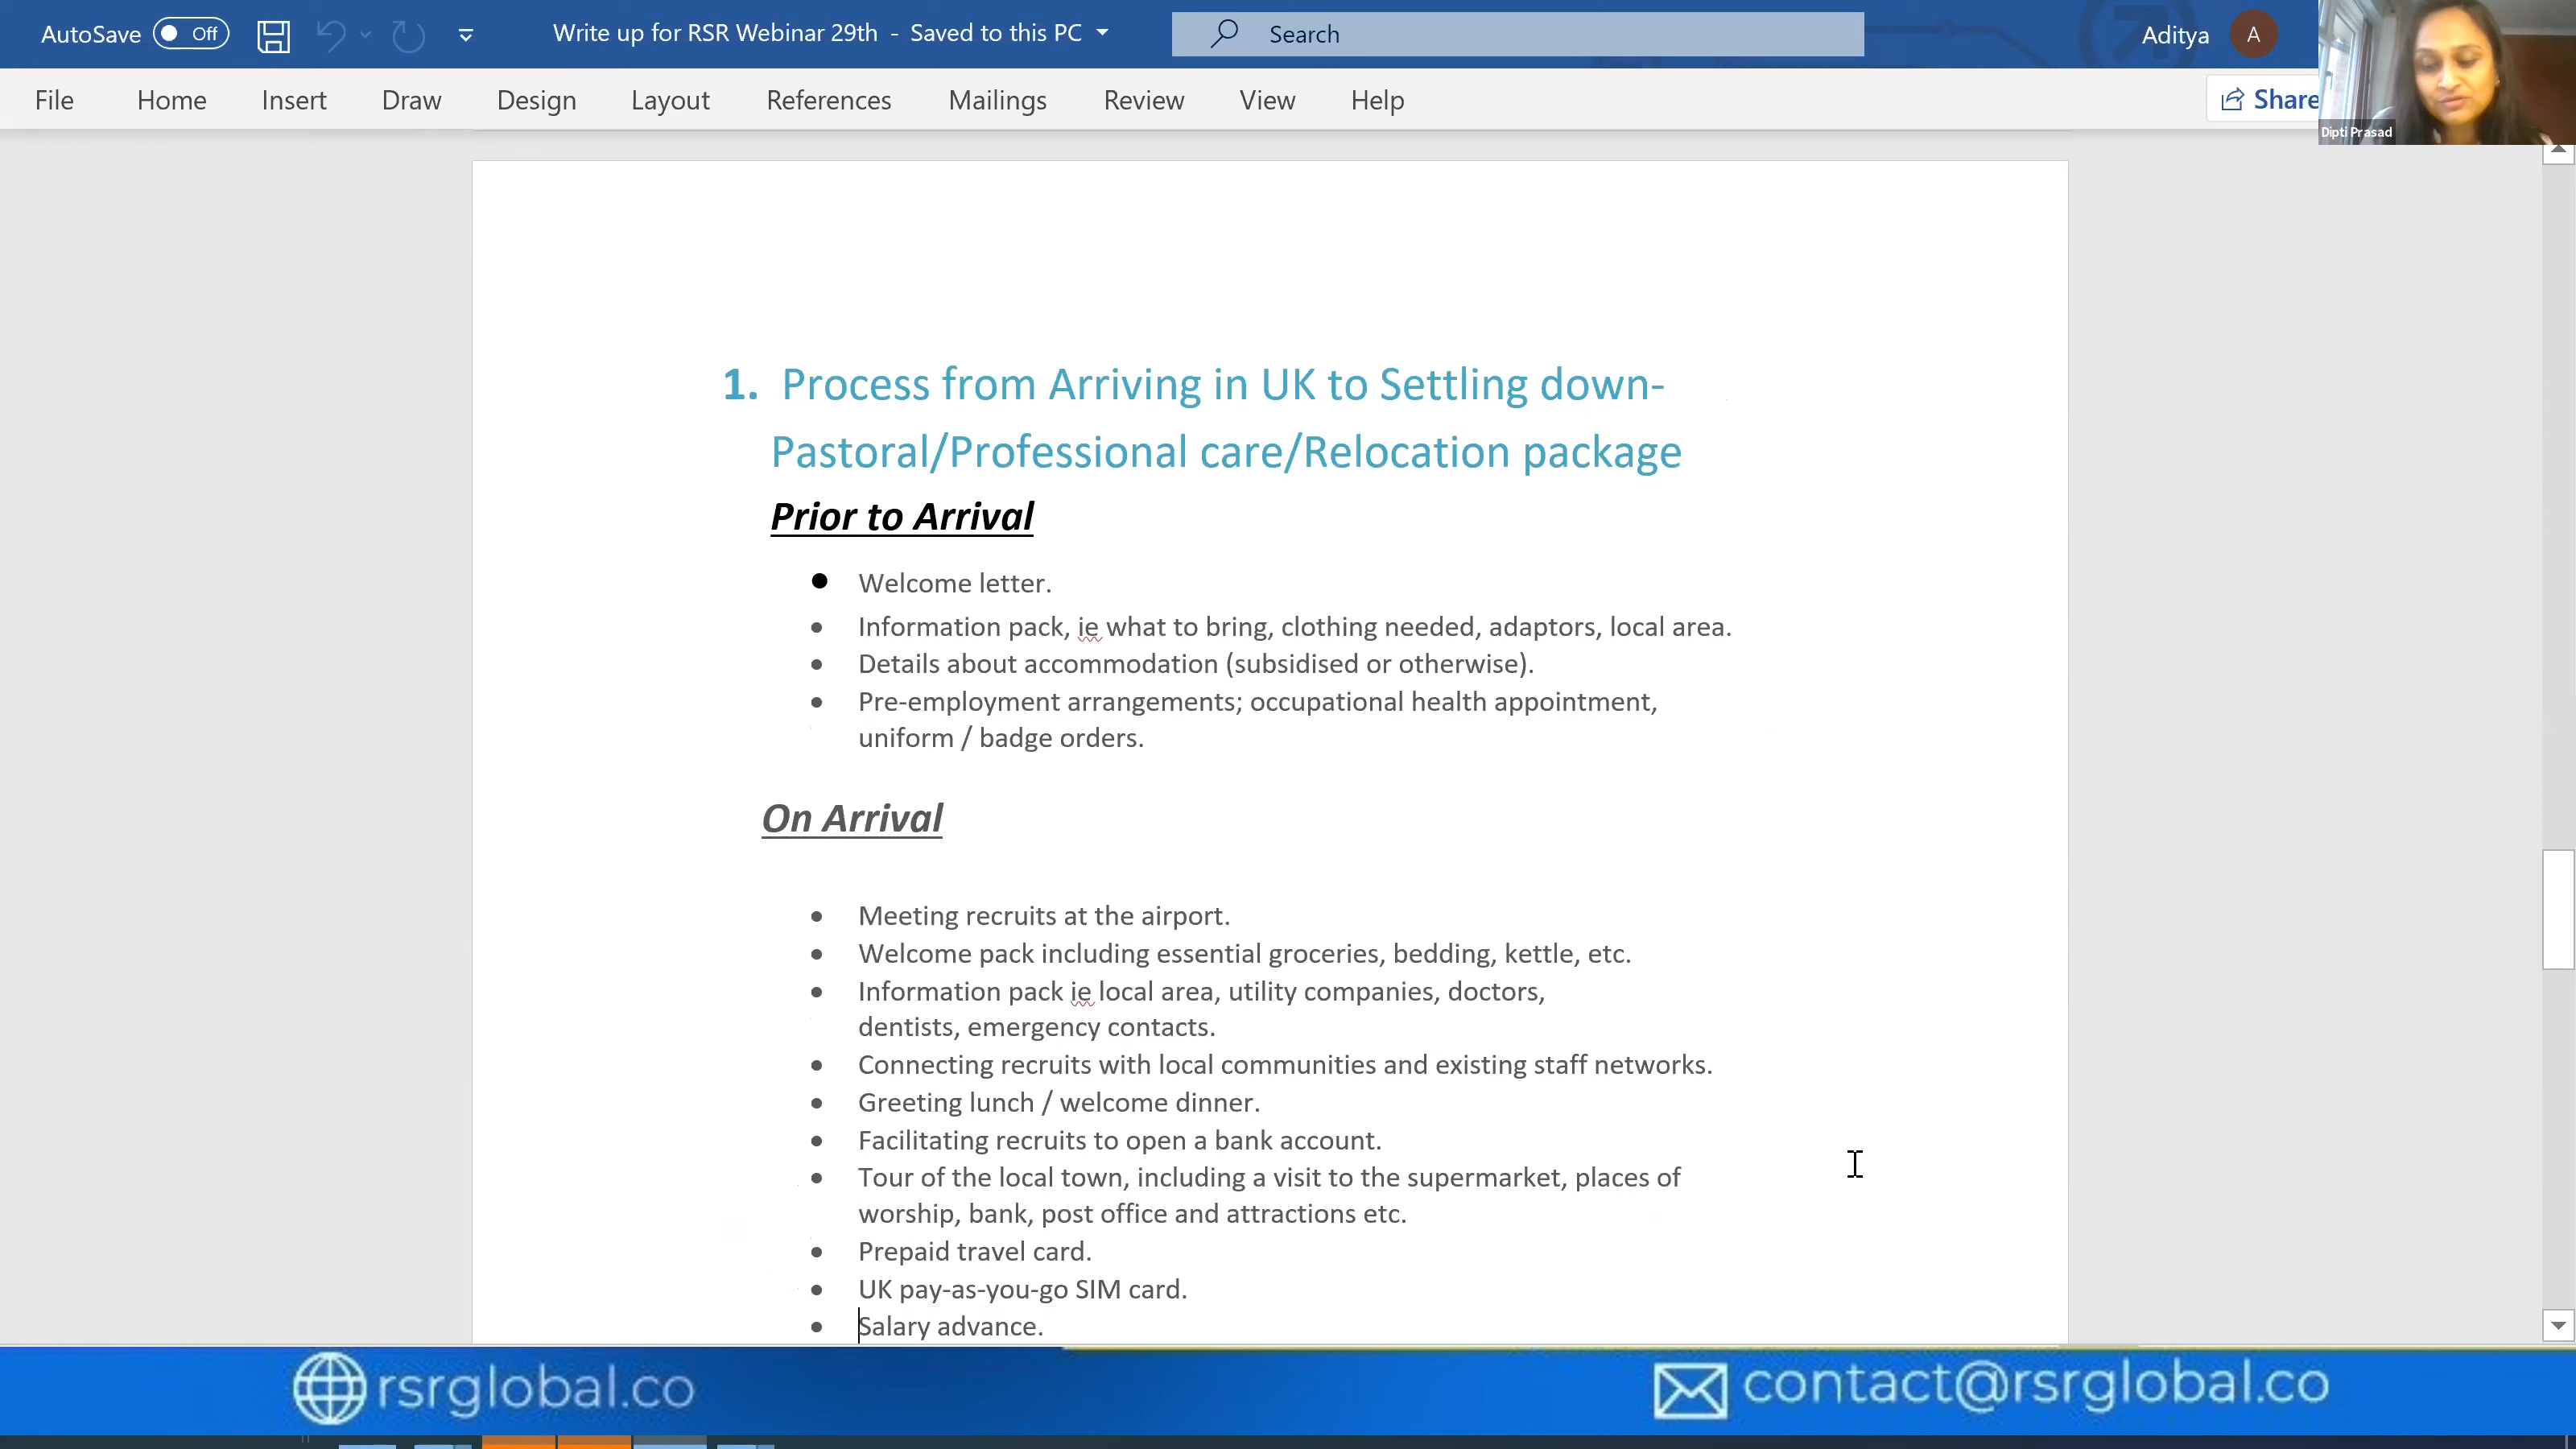 AutoSave Off Write up for RSR Webinar 29th - Saved to this PC Search Aditya A
File Home Insert Draw Design Layout References Mailings Review View Help Share
Dipti Prasad
1. Process from Arriving in UK to Settling down-
Pastoral/Professional care/Relocation package
Prior to Arrival
● Welcome letter.
• Information pack, ie what to bring, clothing needed, adaptors, local area.
• Details about accommodation (subsidised or otherwise).
• Pre-employment arrangements; occupational health appointment,
uniform / badge orders.
On Arrival
• Meeting recruits at the airport.
• Welcome pack including essential groceries, bedding, kettle, etc.
• Information pack ie local area, utility companies, doctors,
dentists, emergency contacts.
• Connecting recruits with local communities and existing staff networks.
• Greeting lunch / welcome dinner.
• Facilitating recruits to open a bank account.
• Tour of the local town, including a visit to the supermarket, places of
worship, bank, post office and attractions etc.
• Prepaid travel card.
• UK pay-as-you-go SIM card.
• Salary advance.
rsrglobal.co contact@rsrglobal.co